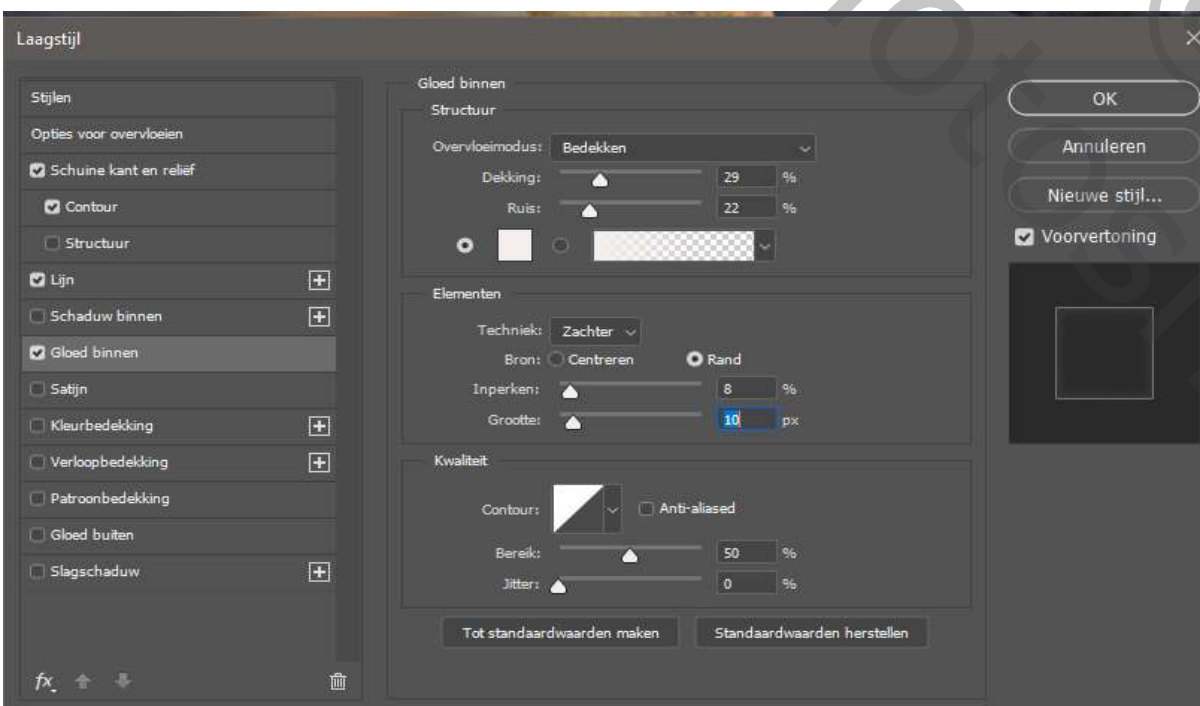 Laagstijl
Stijlen
Opties voor overvloeien
Schuine kant en reliëf
Contour
Structuur
Lijn
Schaduw binnen
Gloed binnen
Satijn
Kleurbedekking
Verloopbedekking
Patroonbedekking
Gloed buiten
Slagschaduw
fx
Gloed binnen
Structuur
Overvloeimodus: Bedekken
Dekking: 29 %
Ruis: 22 %
Elementen
Techniek: Zachter
Bron: Centreren Rand
Inperken: 8 %
Grootte: 10 px
Kwaliteit
Contour: Anti-aliased
Bereik: 50 %
Jitter: 0 %
Tot standaardwaarden maken Standaardwaarden herstellen
OK
Annuleren
Nieuwe stijl...
Voorvertoning